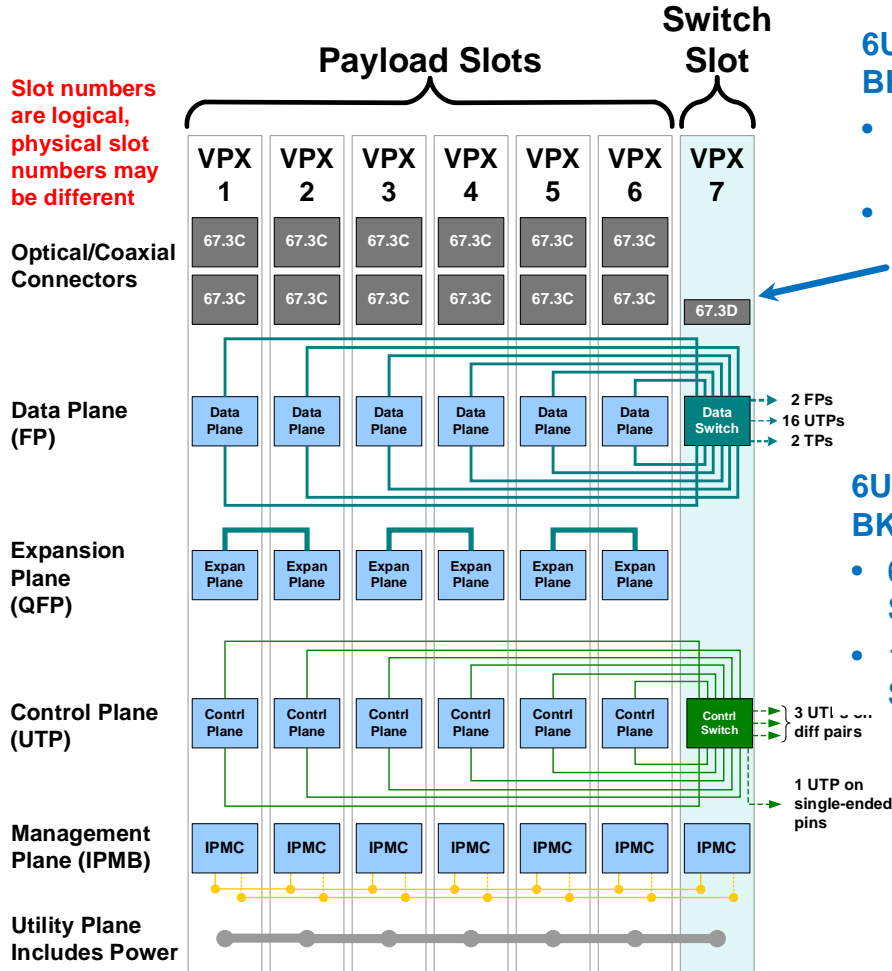 Switch
Slot
Payload Slots
6U
Slot numbers
are logical,
physical slot
numbers may
be different
VPX
1
VPX
2
VPX
3
VPX
4
VPX
5
VPX
6
VPX
7
Optical/Coaxial
Connectors
67.3C
67.3C
67.3C
67.3C
67.3C
67.3C
67.3C
67.3C
67.3C
67.3C
67.3C
67.3C
67.3D
Data Plane
(FP)
Data
Plane
Data
Plane
Data
Plane
Data
Plane
Data
Plane
Data
Plane
Data
Switch
2 FPs
16 UTPs
2 TPs
6U
BK
Expansion
Plane
(QFP)
Expan
Plane
Expan
Plane
Expan
Plane
Expan
Plane
Expan
Plane
Expan
Plane
Control Plane
(UTP)
Contrl
Plane
Contrl
Plane
Contrl
Plane
Contrl
Plane
Contrl
Plane
Contrl
Plane
Contrl
Switch
3
diff pairs
1 UTP on
single-ended
pins
Management
Plane (IPMB)
IPMC
IPMC
IPMC
IPMC
IPMC
IPMC
IPMC
Utility Plane
Includes Power